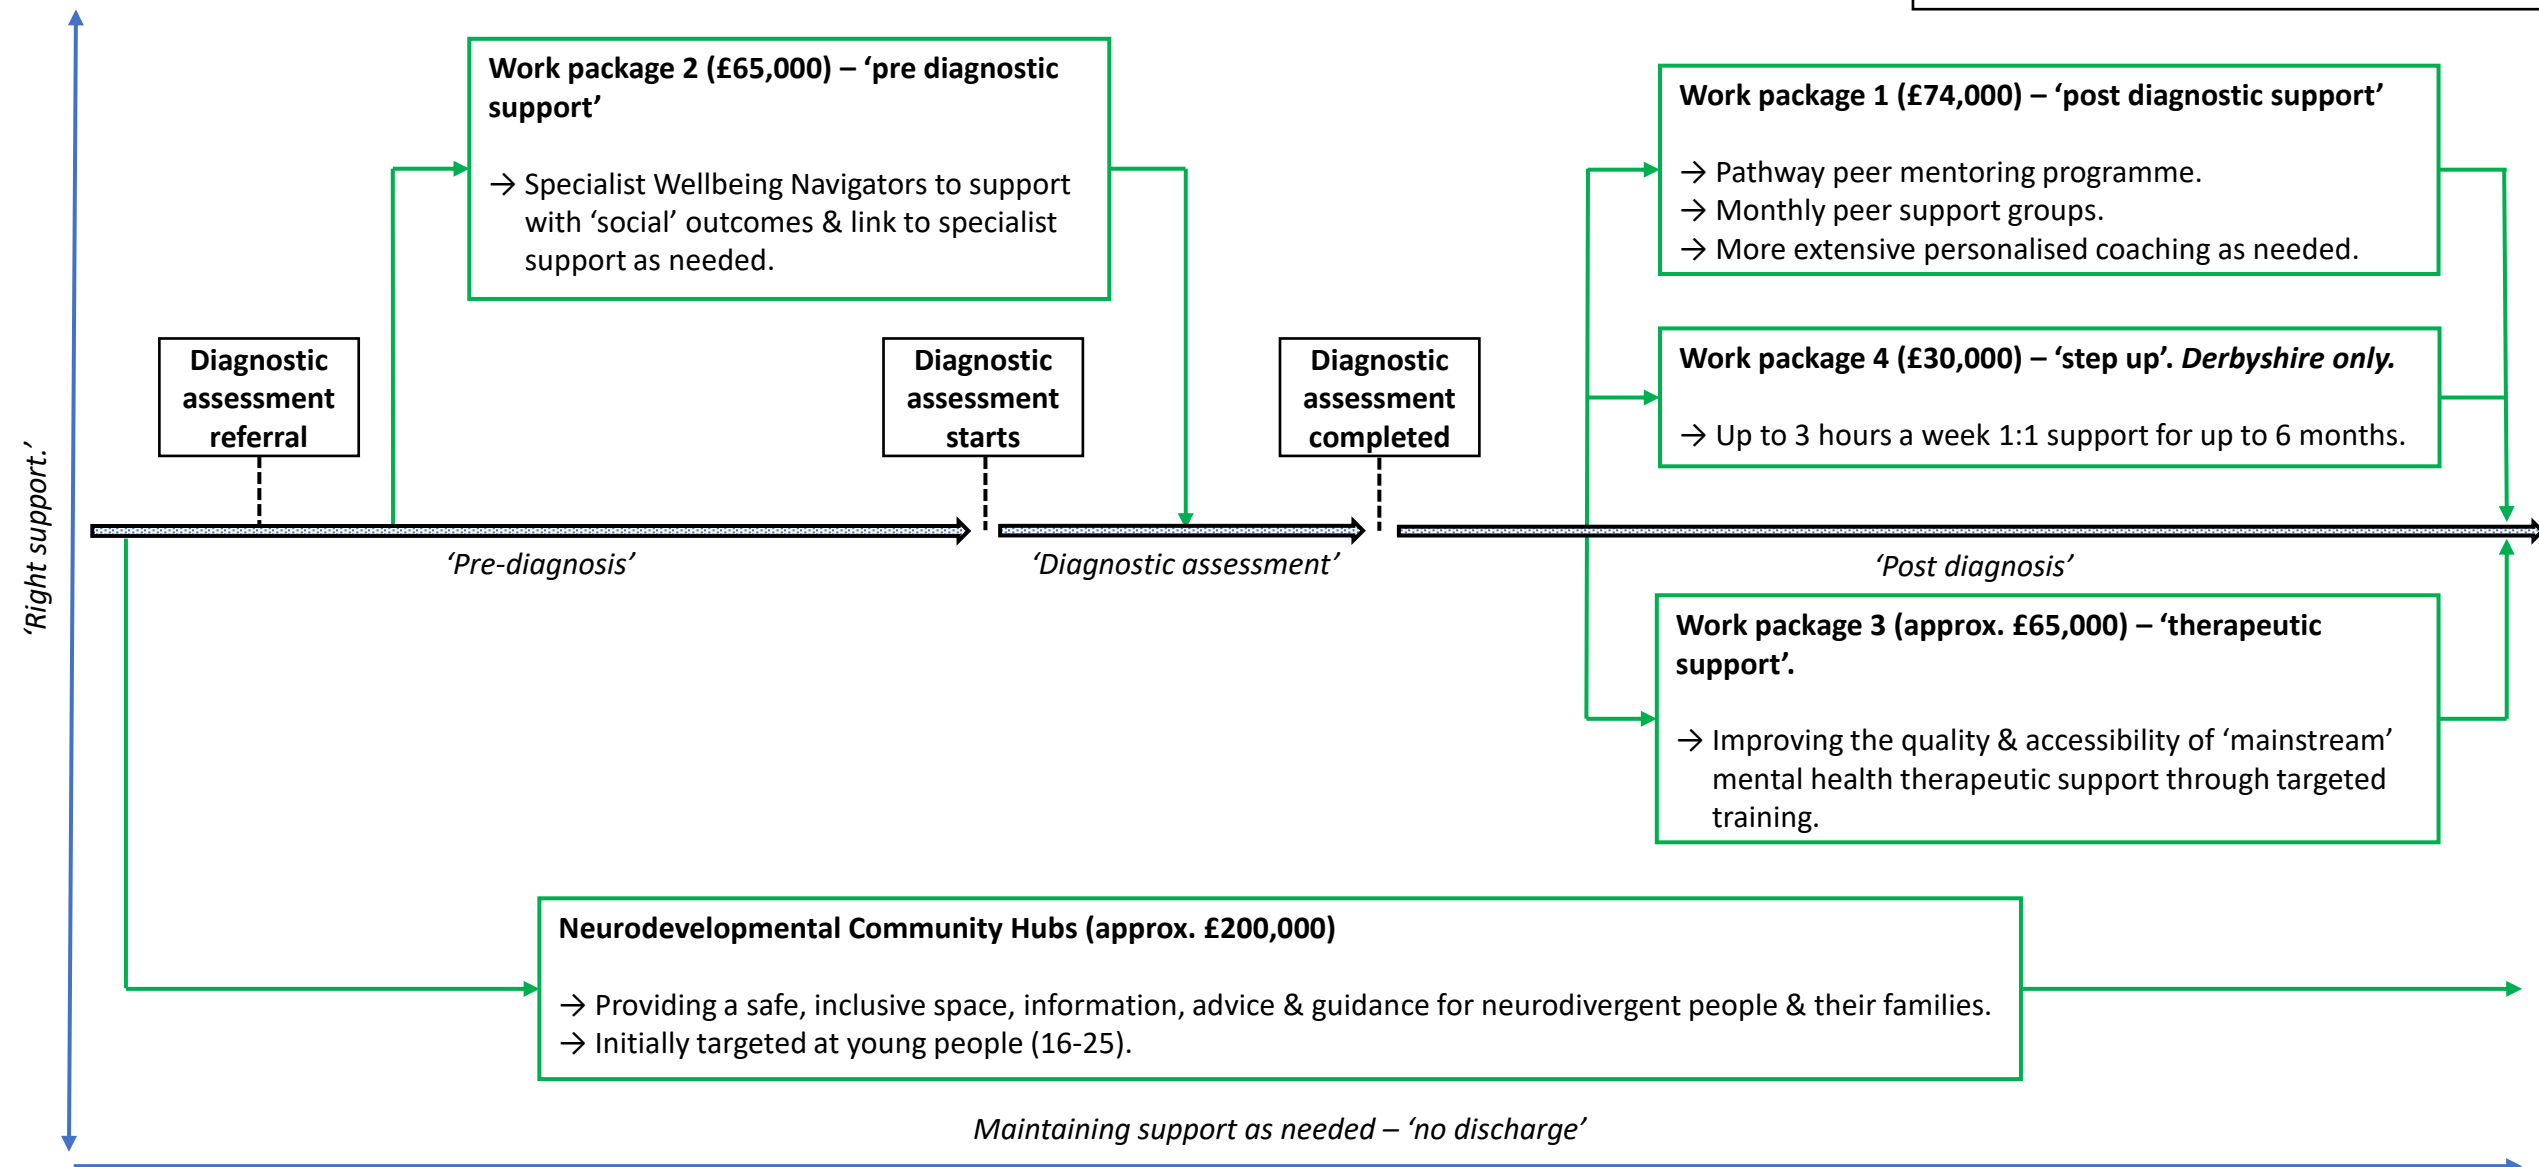 Work package 2 (£65,000) – ‘pre diagnostic
support’
→ Specialist Wellbeing Navigators to support
with ‘social’ outcomes & link to specialist
support as needed.
Work package 1 (£74,000) – ‘post diagnostic support’
→ Pathway peer mentoring programme.
→ Monthly peer support groups.
→ More extensive personalised coaching as needed.
Diagnostic
assessment
referral
Diagnostic
assessment
starts
Diagnostic
assessment
completed
Work package 4 (£30,000) – ‘step up’. Derbyshire only.
→ Up to 3 hours a week 1:1 support for up to 6 months.
‘Right support.’
‘Pre-diagnosis’
‘Diagnostic assessment’
‘Post diagnosis’
Work package 3 (approx. £65,000) – ‘therapeutic
support’.
→ Improving the quality & accessibility of ‘mainstream’
mental health therapeutic support through targeted
training.
Neurodevelopmental Community Hubs (approx. £200,000)
→ Providing a safe, inclusive space, information, advice & guidance for neurodivergent people & their families.
→ Initially targeted at young people (16-25).
Maintaining support as needed – ‘no discharge’